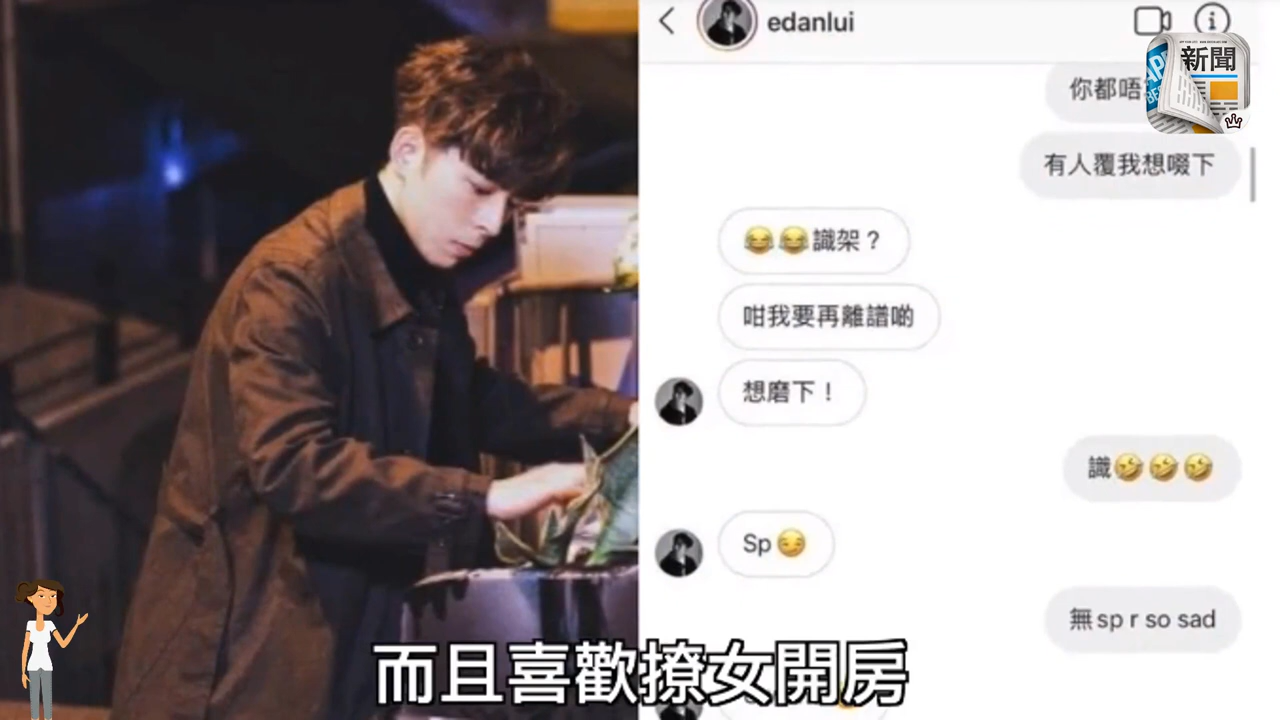 edanlui
新聞
你都唔
有人覆我想啜下
😂😂識架？
咁我要再離譜啲
想磨下！
識🤣🤣🤣
Sp😏
無sp r so sad
而且喜歡撩女開房